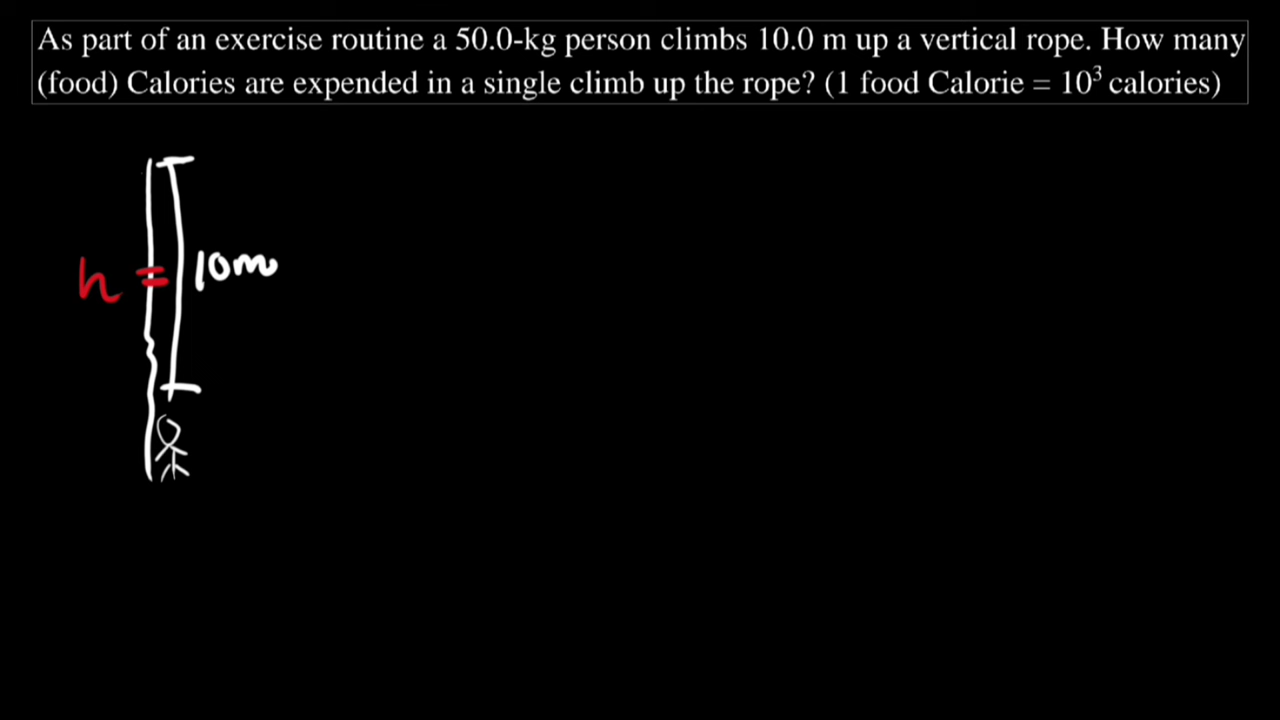 As part of an exercise routine a 50.0-kg person climbs 10.0 m up a vertical rope. How many
(food) Calories are expended in a single climb up the rope? (1 food Calorie = 10³ calories)
h = 10m